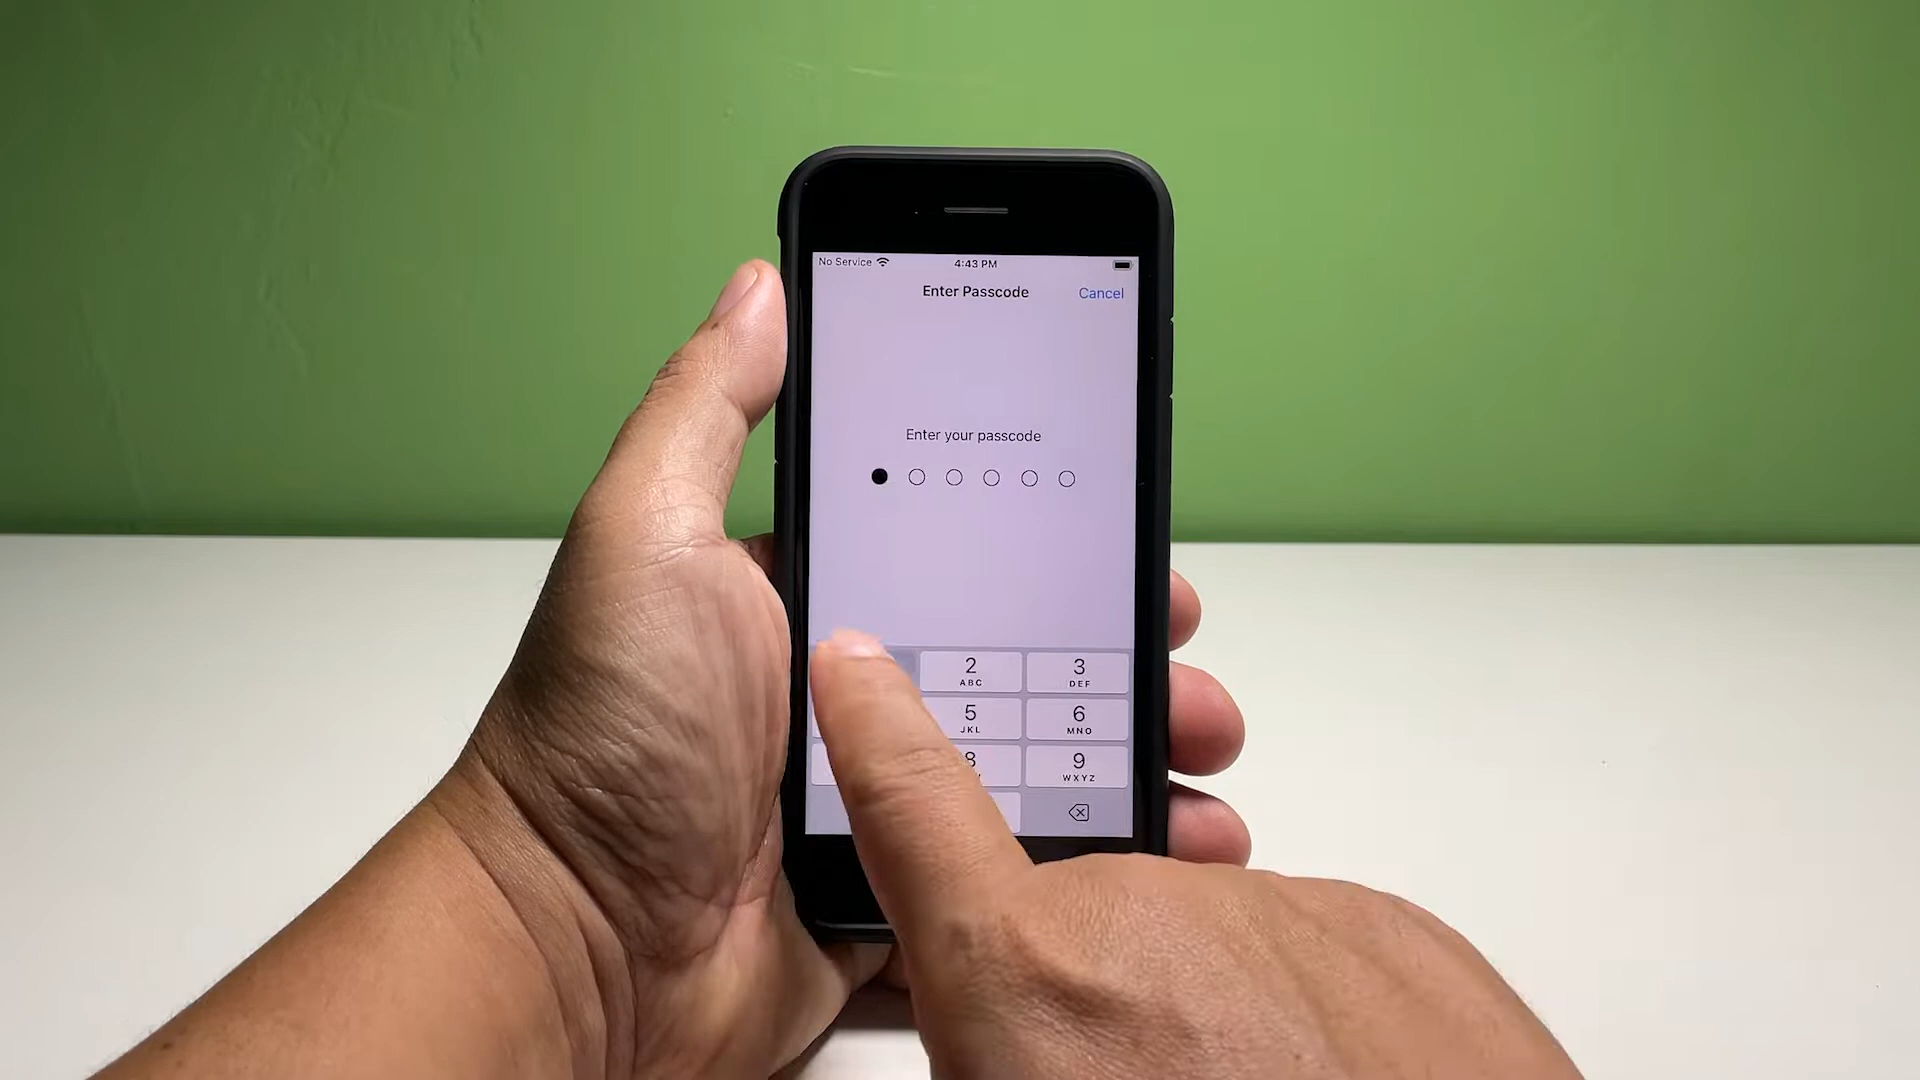 No Service 4:43 PM
Enter Passcode Cancel
Enter your passcode
2 3
ABC DEF
5 6
JKL MNO
8 9
WXYZ